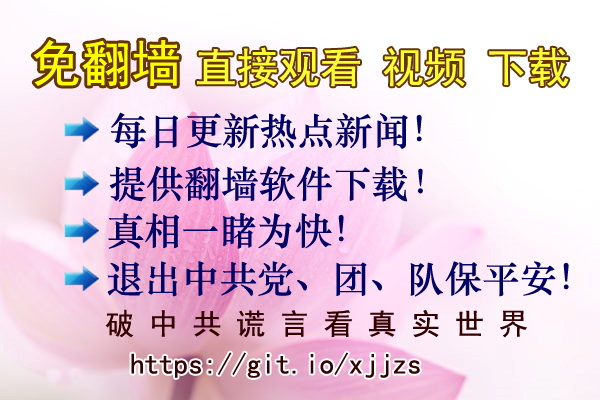 免翻墙 直接观看 视频 下载
每日更新热点新闻!
提供翻墙软件下载!
真相一睹为快!
退出中共党、团、队保平安!
破中共谎言看真实世界
https://git.io/xjjzs